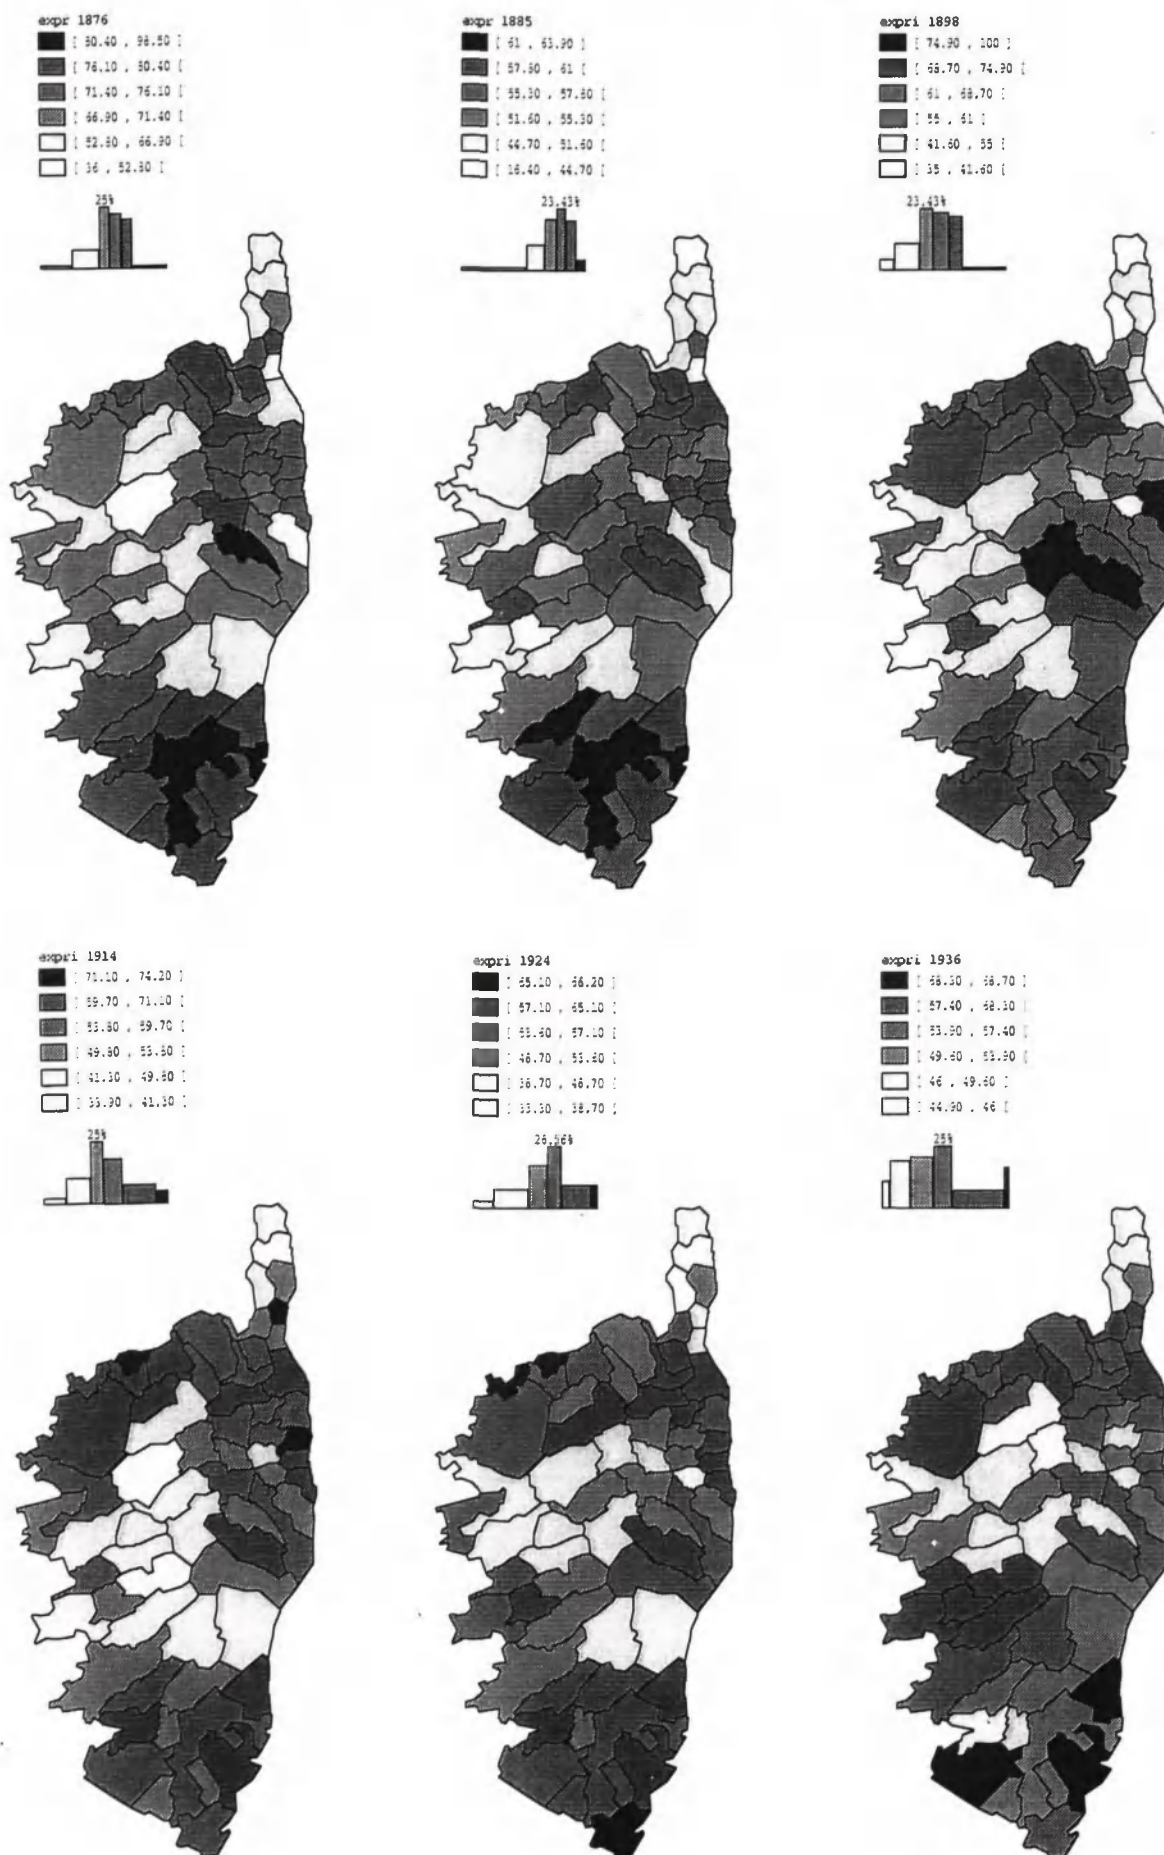 expr 1876
[ 80.40 , 98.50 ]
[ 76.10 , 80.40 [
[ 71.40 , 76.10 [
[ 66.90 , 71.40 [
[ 52.80 , 66.90 [
[ 36 , 52.80 [
25%
expr 1885
[ 61 , 63.90 ]
[ 57.80 , 61 [
[ 55.30 , 57.80 [
[ 51.60 , 55.30 [
[ 44.70 , 51.60 [
[ 16.40 , 44.70 [
23.43%
expri 1898
[ 74.90 , 100 ]
[ 68.70 , 74.90 [
[ 61 , 68.70 [
[ 55 , 61 [
[ 41.60 , 55 [
[ 35 , 41.60 [
23.43%
expri 1914
[ 71.10 , 74.20 ]
[ 59.70 , 71.10 [
[ 53.80 , 59.70 [
[ 49.80 , 53.80 [
[ 41.30 , 49.80 [
[ 33.90 , 41.30 [
25%
expri 1924
[ 65.10 , 66.20 ]
[ 57.10 , 65.10 [
[ 53.60 , 57.10 [
[ 46.70 , 53.60 [
[ 38.70 , 46.70 [
[ 33.30 , 38.70 [
26.56%
expri 1936
[ 68.30 , 68.70 ]
[ 57.40 , 68.30 [
[ 53.90 , 57.40 [
[ 49.60 , 53.90 [
[ 46 , 49.60 [
[ 44.90 , 46 [
25%